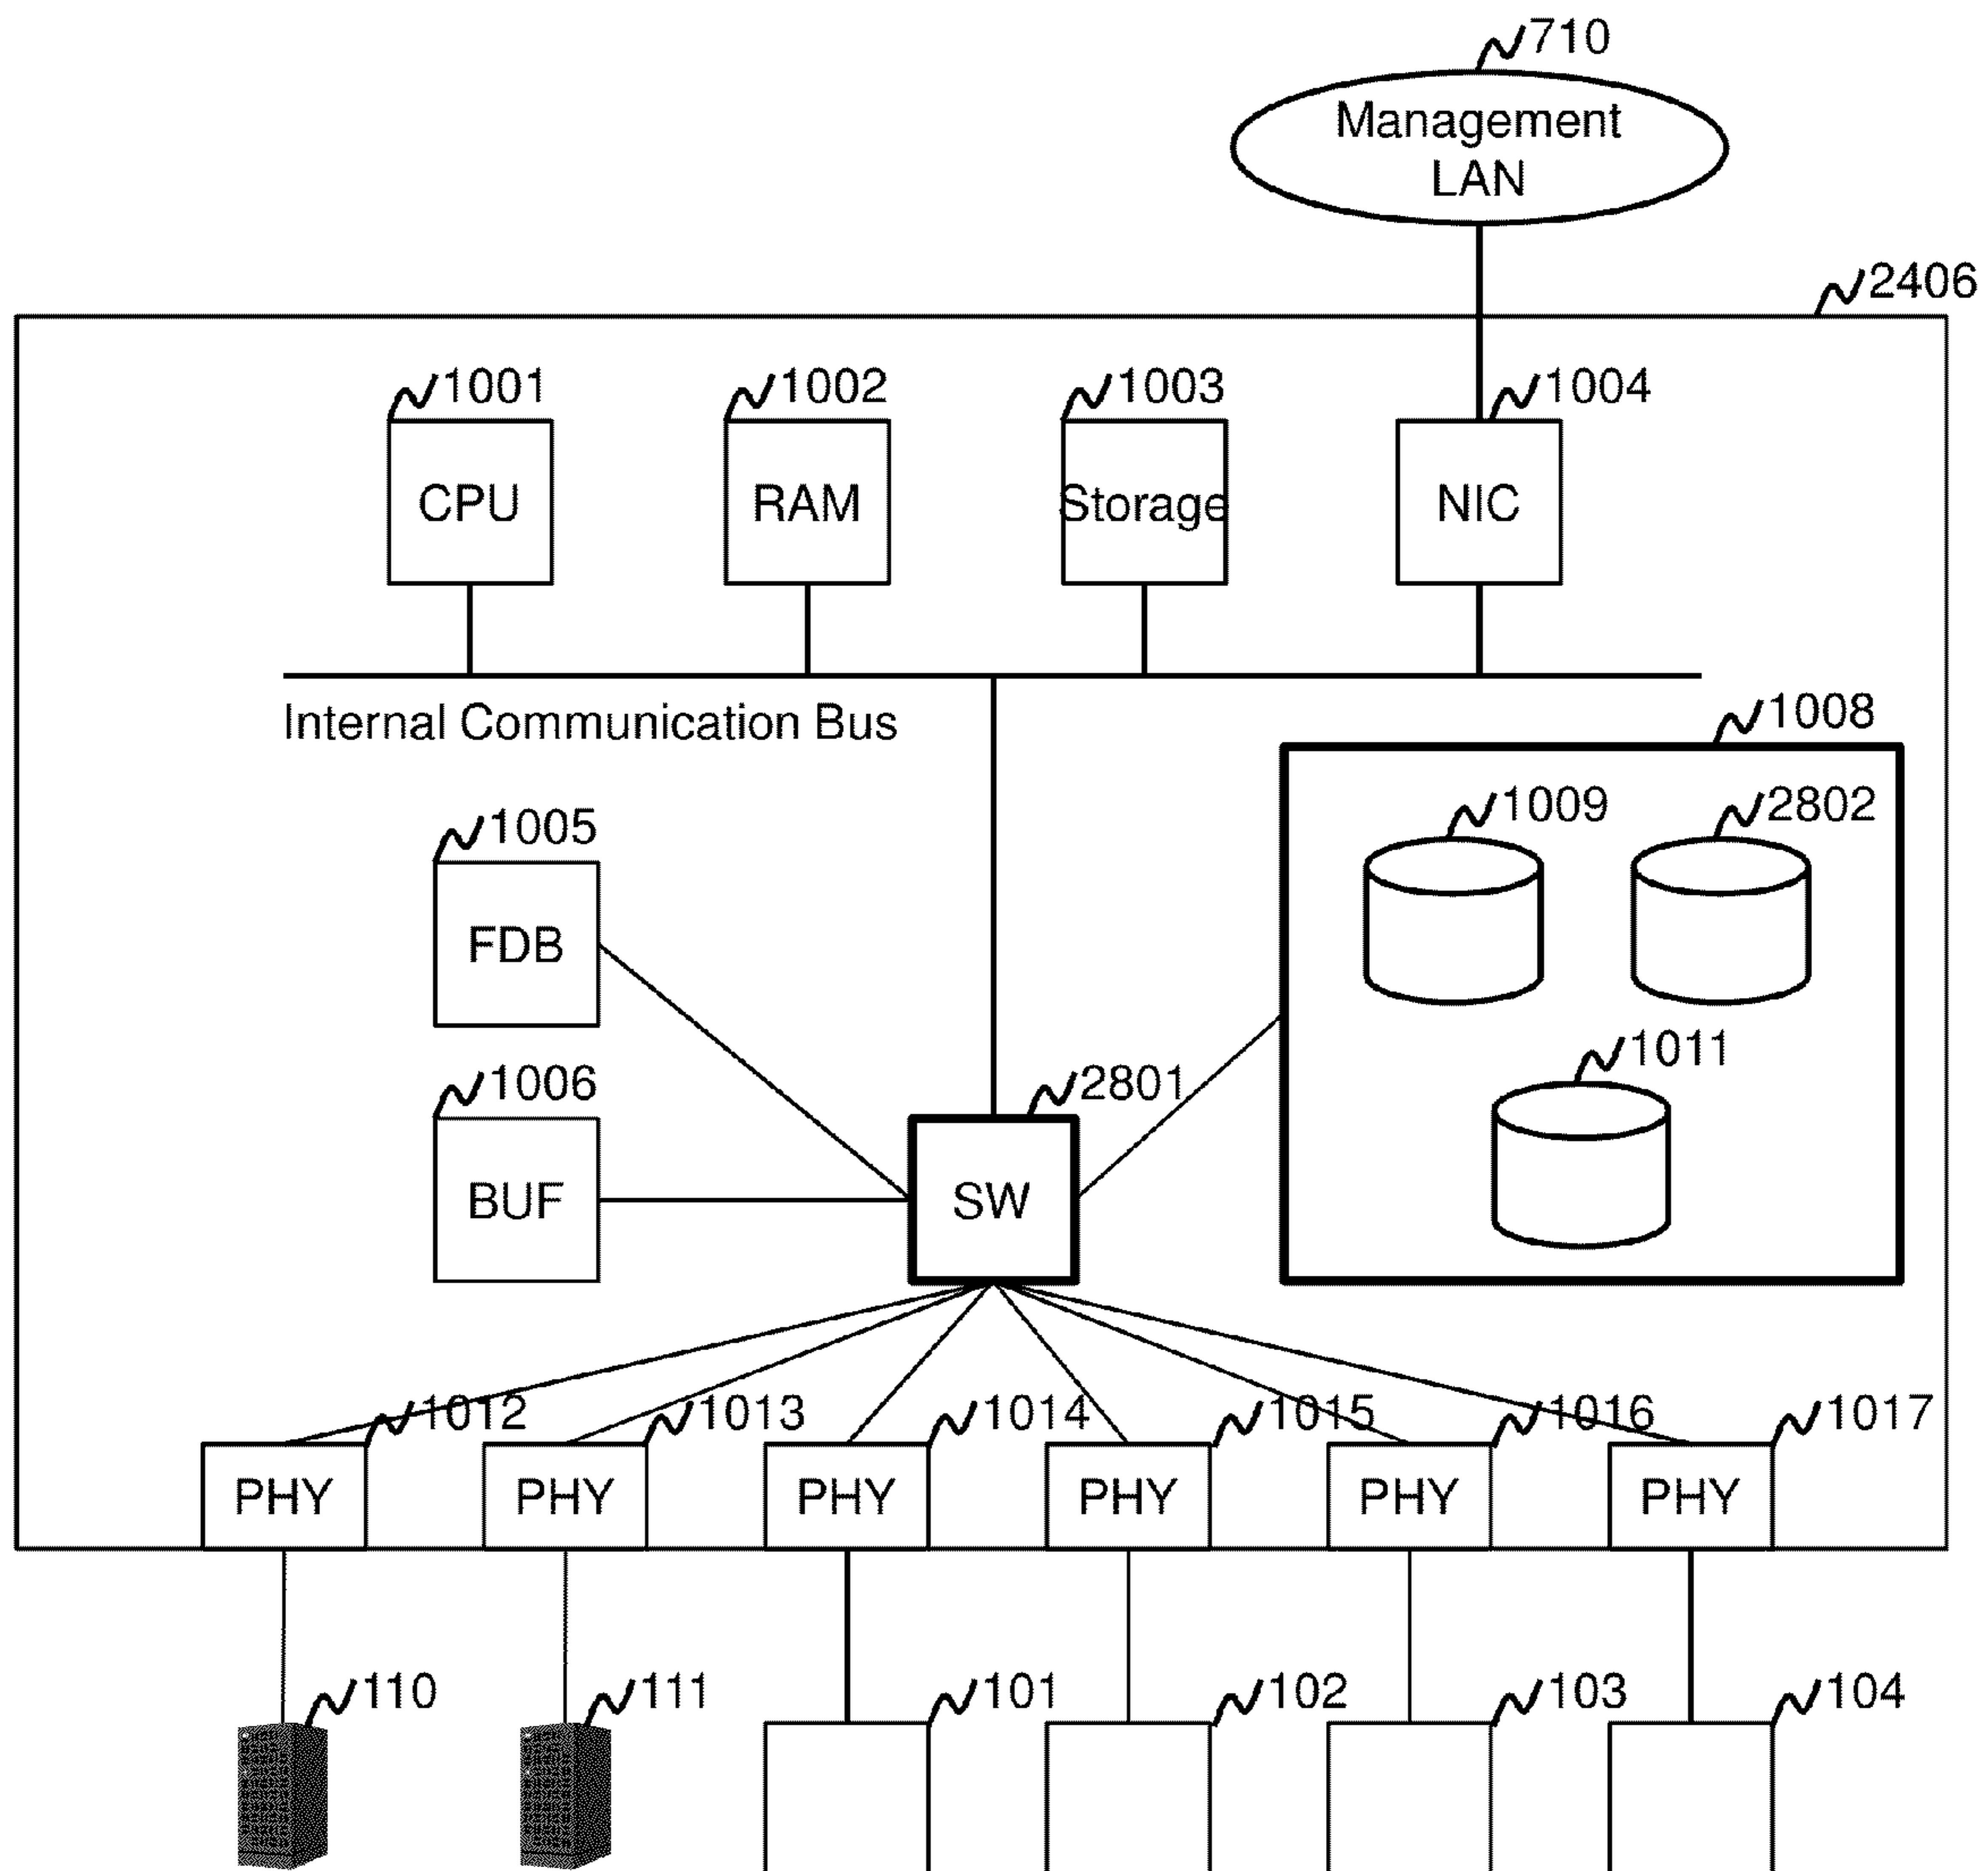 710
Management
LAN
2406
1001
1002
1003
1004
CPU
RAM
Storage
NIC
Internal Communication Bus
1008
1009
2802
1005
FDB
1011
1006
2801
BUF
SW
1012
1013
1014
1015
1016
1017
PHY
PHY
PHY
PHY
PHY
PHY
110
111
101
102
103
104